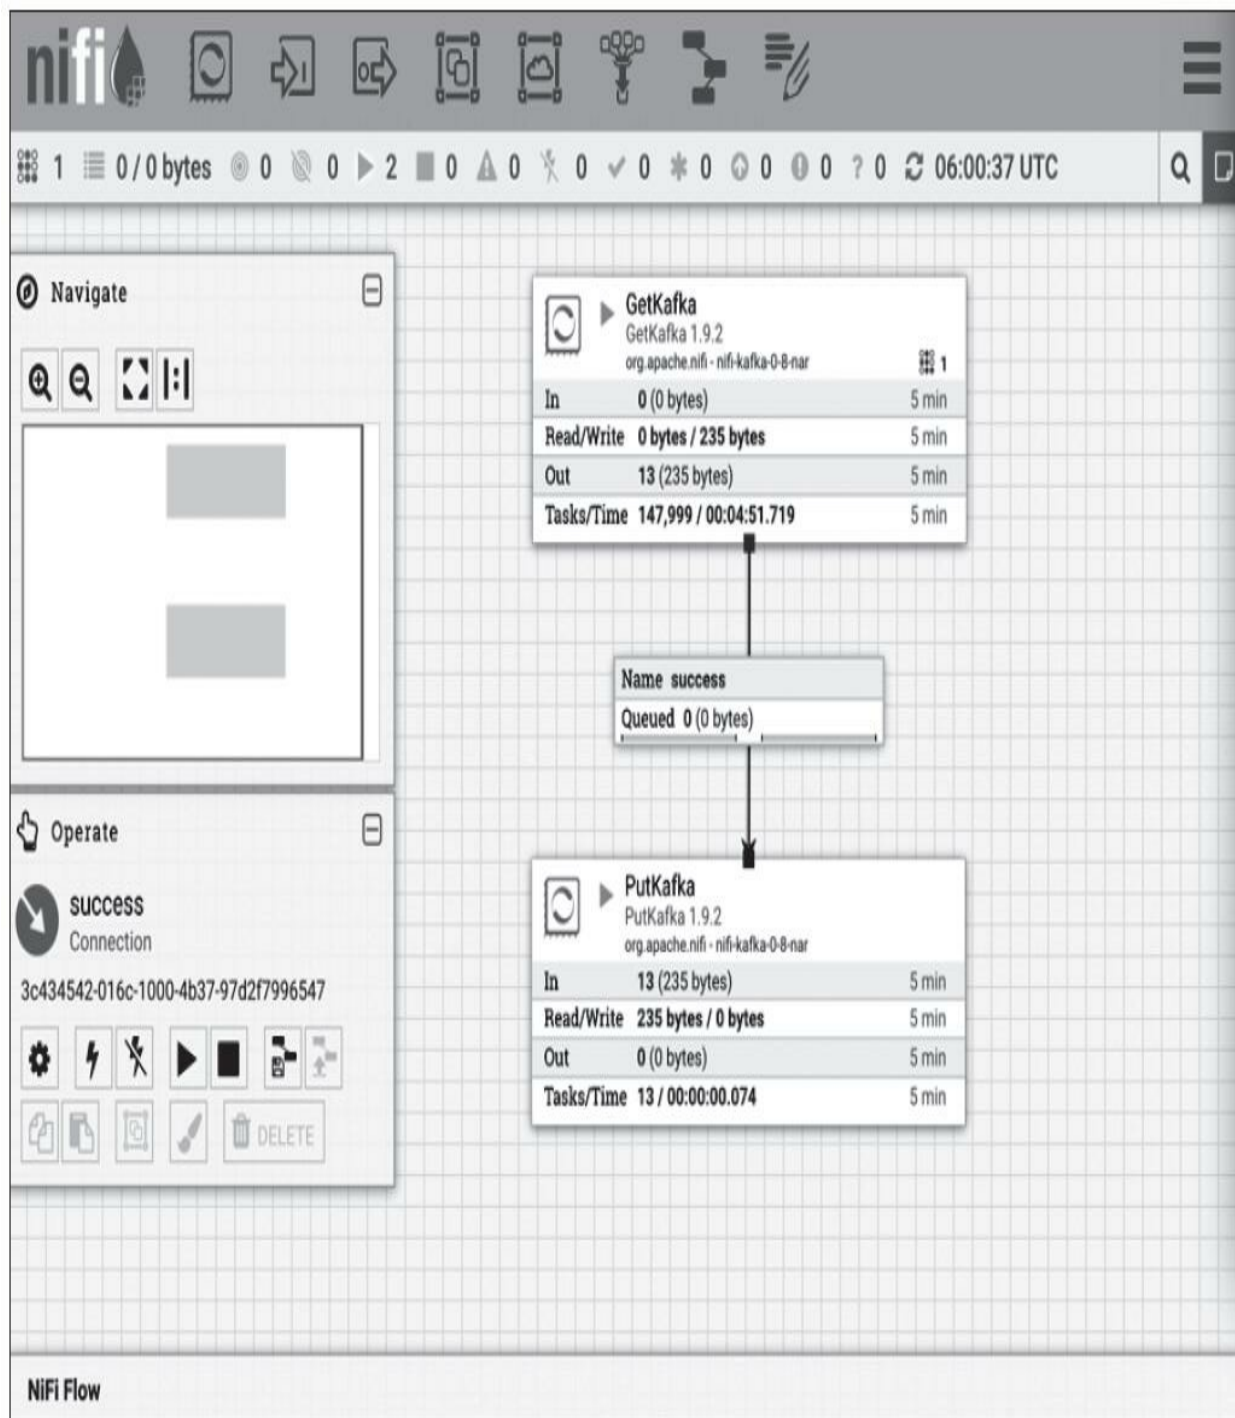 nifi
1 0 / 0 bytes 0 0 2 0 0 0 0 0 0 0 ? 0 06:00:37 UTC
Navigate
GetKafka
GetKafka 1.9.2
org.apache.nifi - nifi-kafka-0-8-nar 1
In 0 (0 bytes) 5 min
Read/Write 0 bytes / 235 bytes 5 min
Out 13 (235 bytes) 5 min
Tasks/Time 147,999 / 00:04:51.719 5 min
Name success
Queued 0 (0 bytes)
Operate
success
Connection
3c434542-016c-1000-4b37-97d2f7996547
DELETE
PutKafka
PutKafka 1.9.2
org.apache.nifi - nifi-kafka-0-8-nar
In 13 (235 bytes) 5 min
Read/Write 235 bytes / 0 bytes 5 min
Out 0 (0 bytes) 5 min
Tasks/Time 13 / 00:00:00.074 5 min
NiFi Flow